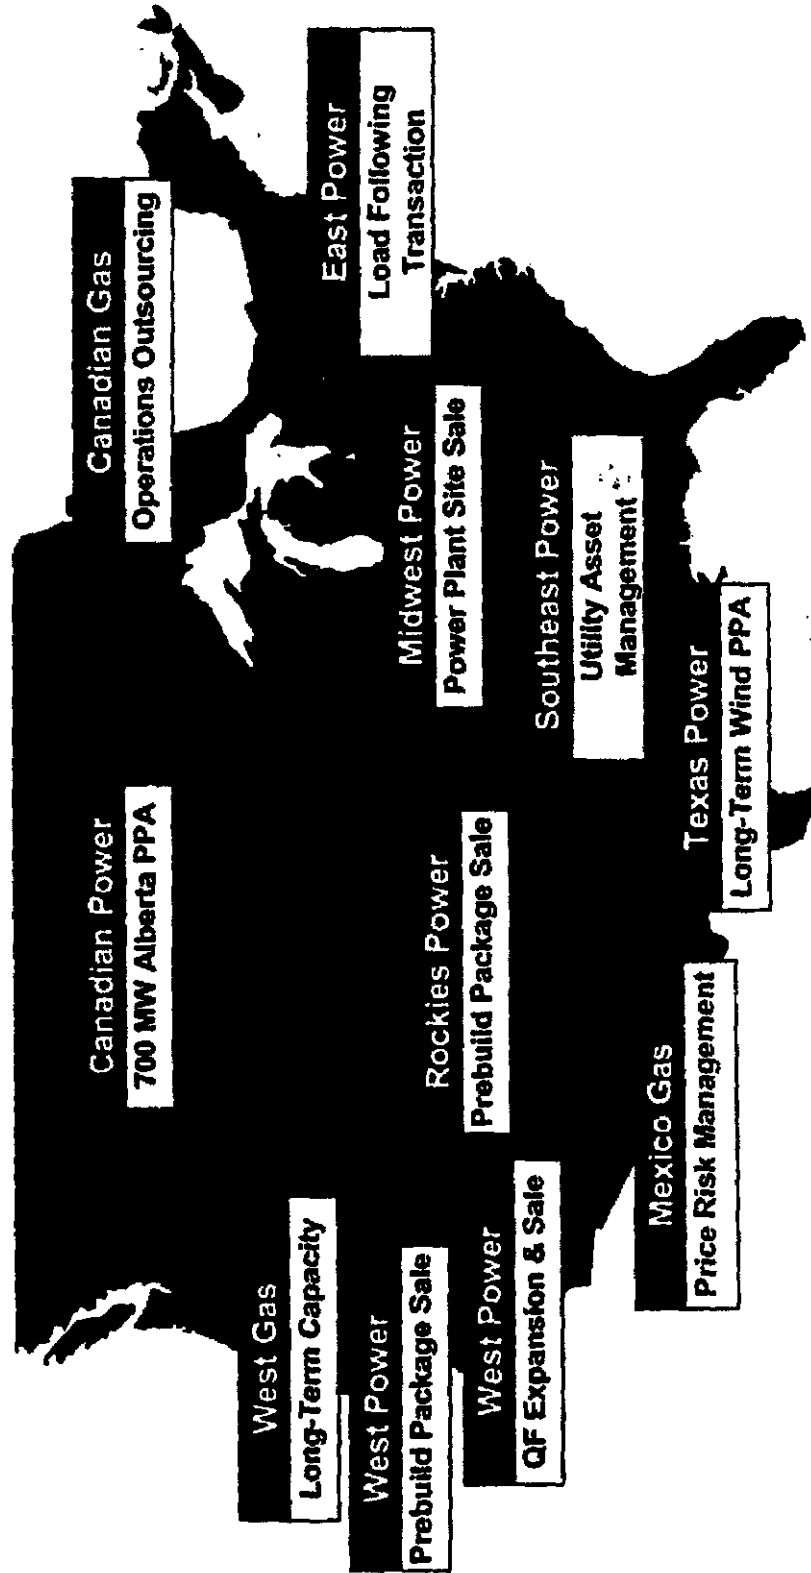 Canadian Gas
Operations Outsourcing
Canadian Power
700 MW Alberta PPA
West Gas
Long-Term Capacity
East Power
Load Following
Transaction
West Power
Prebuild Package Sale
Midwest Power
Power Plant Site Sale
Rockies Power
Prebuild Package Sale
West Power
QF Expansion & Sale
Southeast Power
Utility Asset
Management
Mexico Gas
Price Risk Management
Texas Power
Long-Term Wind PPA